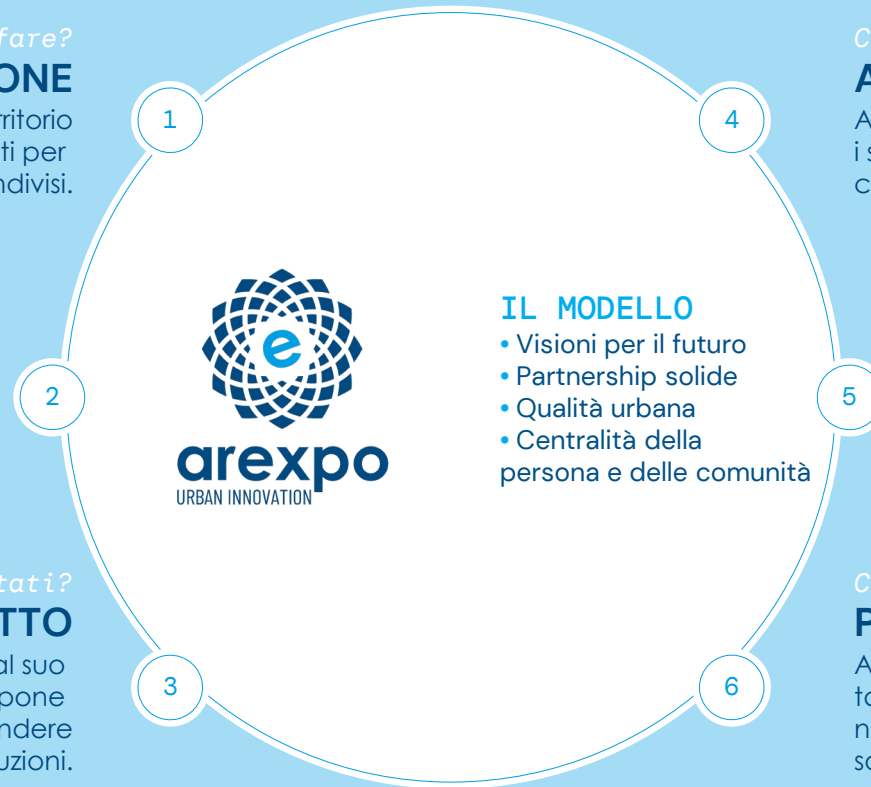 fare?
ONE
ritorio
ti per
ndivisi.
1
4
C
A
A
i s
c
e
arexpo
URBAN INNOVATION
IL MODELLO
• Visioni per il futuro
• Partnership solide
• Qualità urbana
• Centralità della
persona e delle comunità
2
5
tati?
TTO
al suo
pone
ndere
uzioni.
3
6
C
P
A
to
n
so